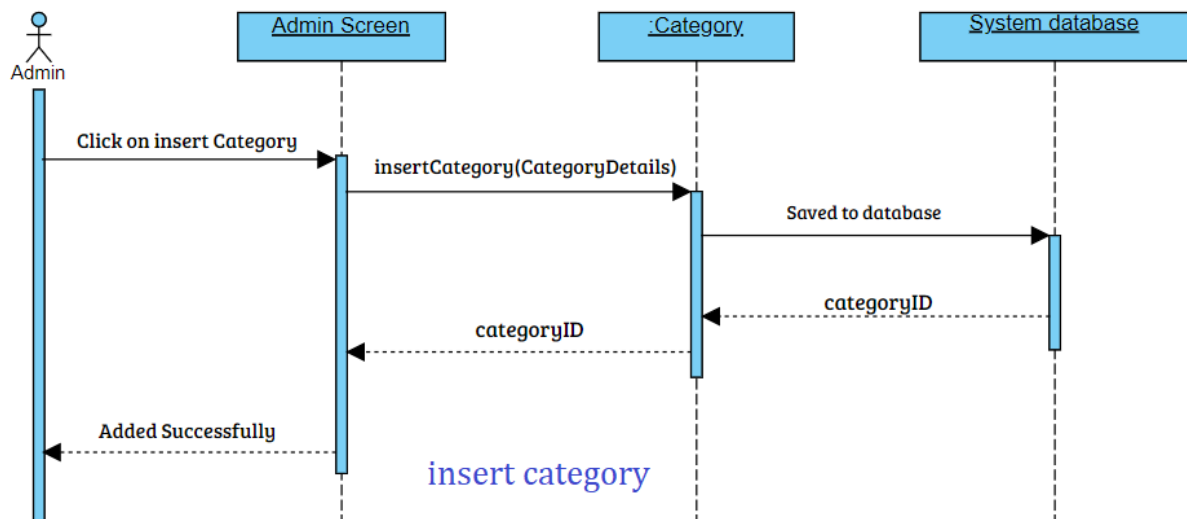 Admin Screen
:Category
System database
Admin
Click on insert Category
insertCategory(CategoryDetails)
Saved to database
categoryID
categoryID
Added Successfully
insert category